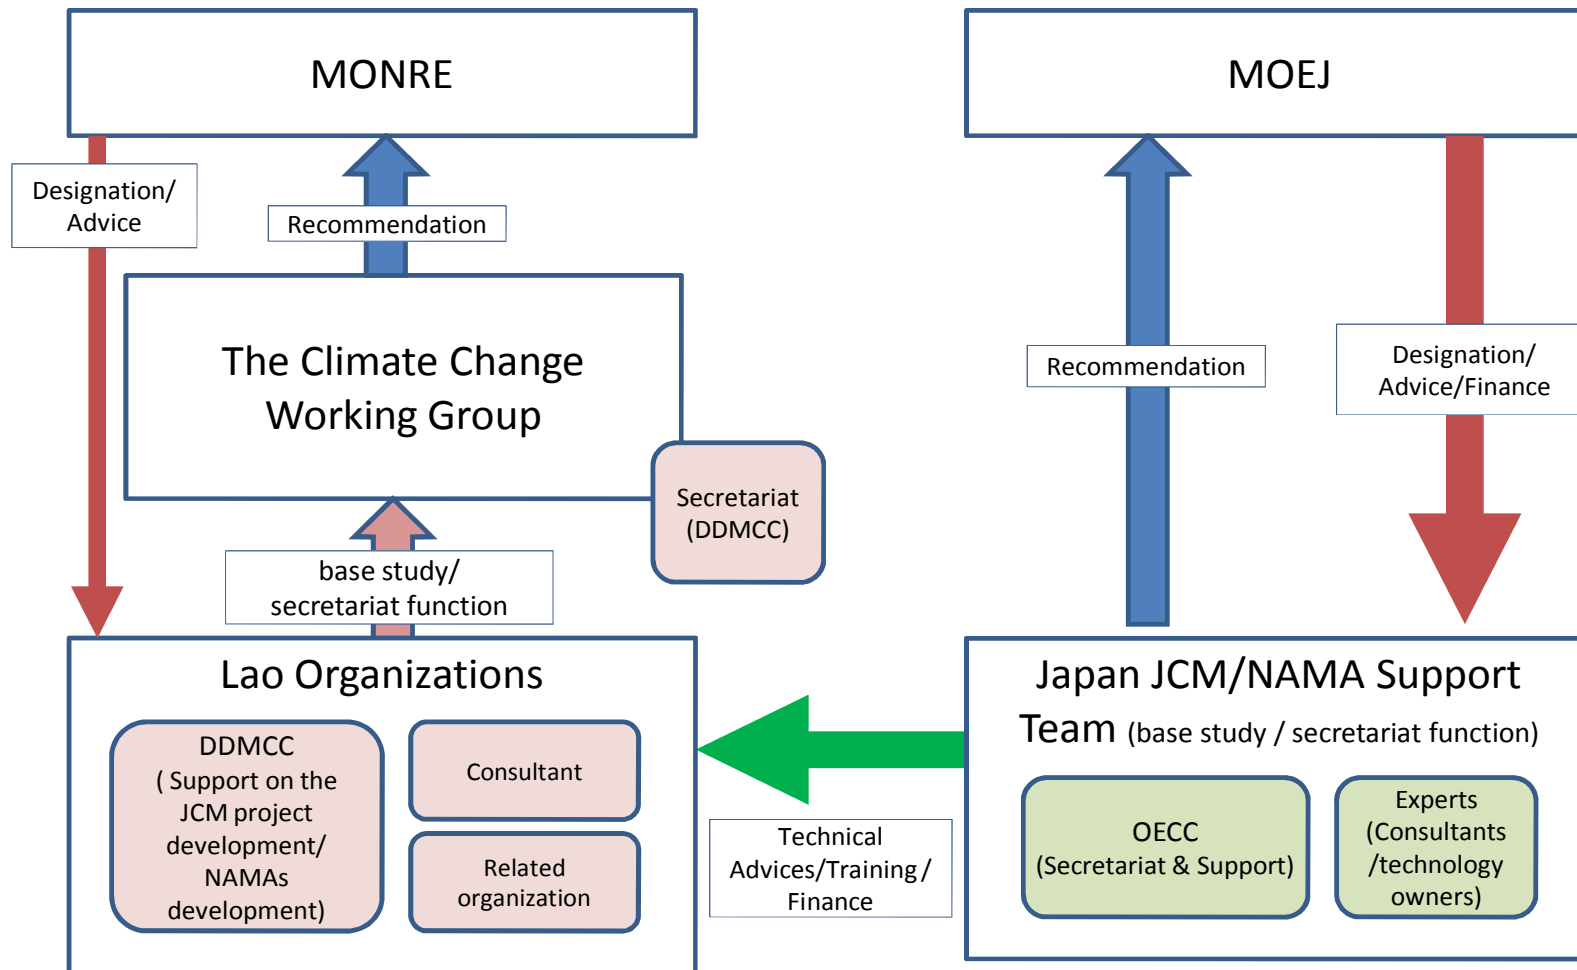 MONRE
MOEJ
Designation/
Advice
Recommendation
The Climate Change
Working Group
Secretariat
(DDMCC)
base study/
secretariat function
Recommendation
Designation/
Advice/Finance
Lao Organizations
DDMCC
( Support on the
JCM project
development/
NAMAs
development)
Consultant
Related
organization
Technical
Advices/Training /
Finance
Japan JCM/NAMA Support
Team (base study / secretariat function)
OECC
(Secretariat & Support)
Experts
(Consultants
/technology
owners)